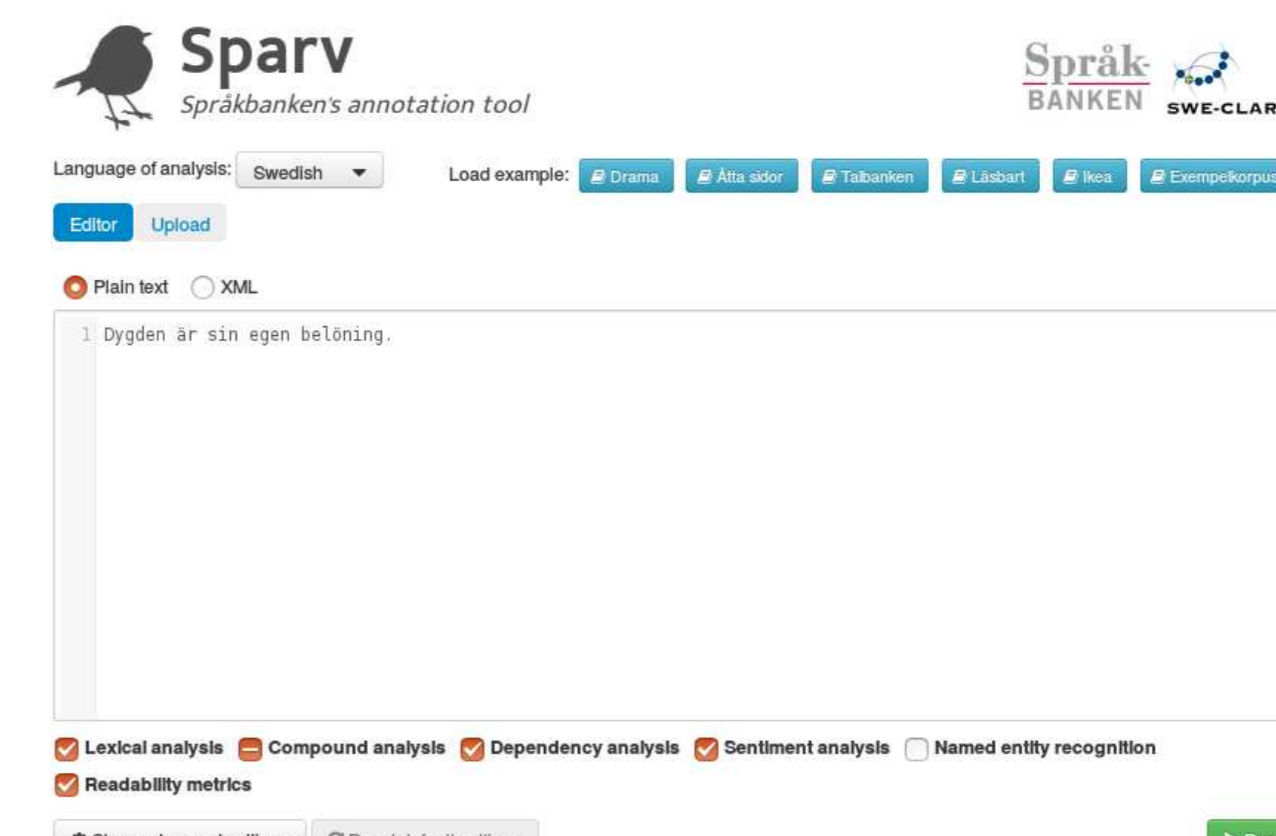 Sparv
Språkbanken's annotation tool
Språk-
BANKEN
SWE-CLAR
Language of analysis: Swedish Load example: Drama Åtta sidor Talbanken Läsbart Ikea Exempelkorpus
Editor Upload
Plain text XML
1 Dygden är sin egen belöning.
Lexical analysis Compound analysis Dependency analysis Sentiment analysis Named entity recognition
Readability metrics